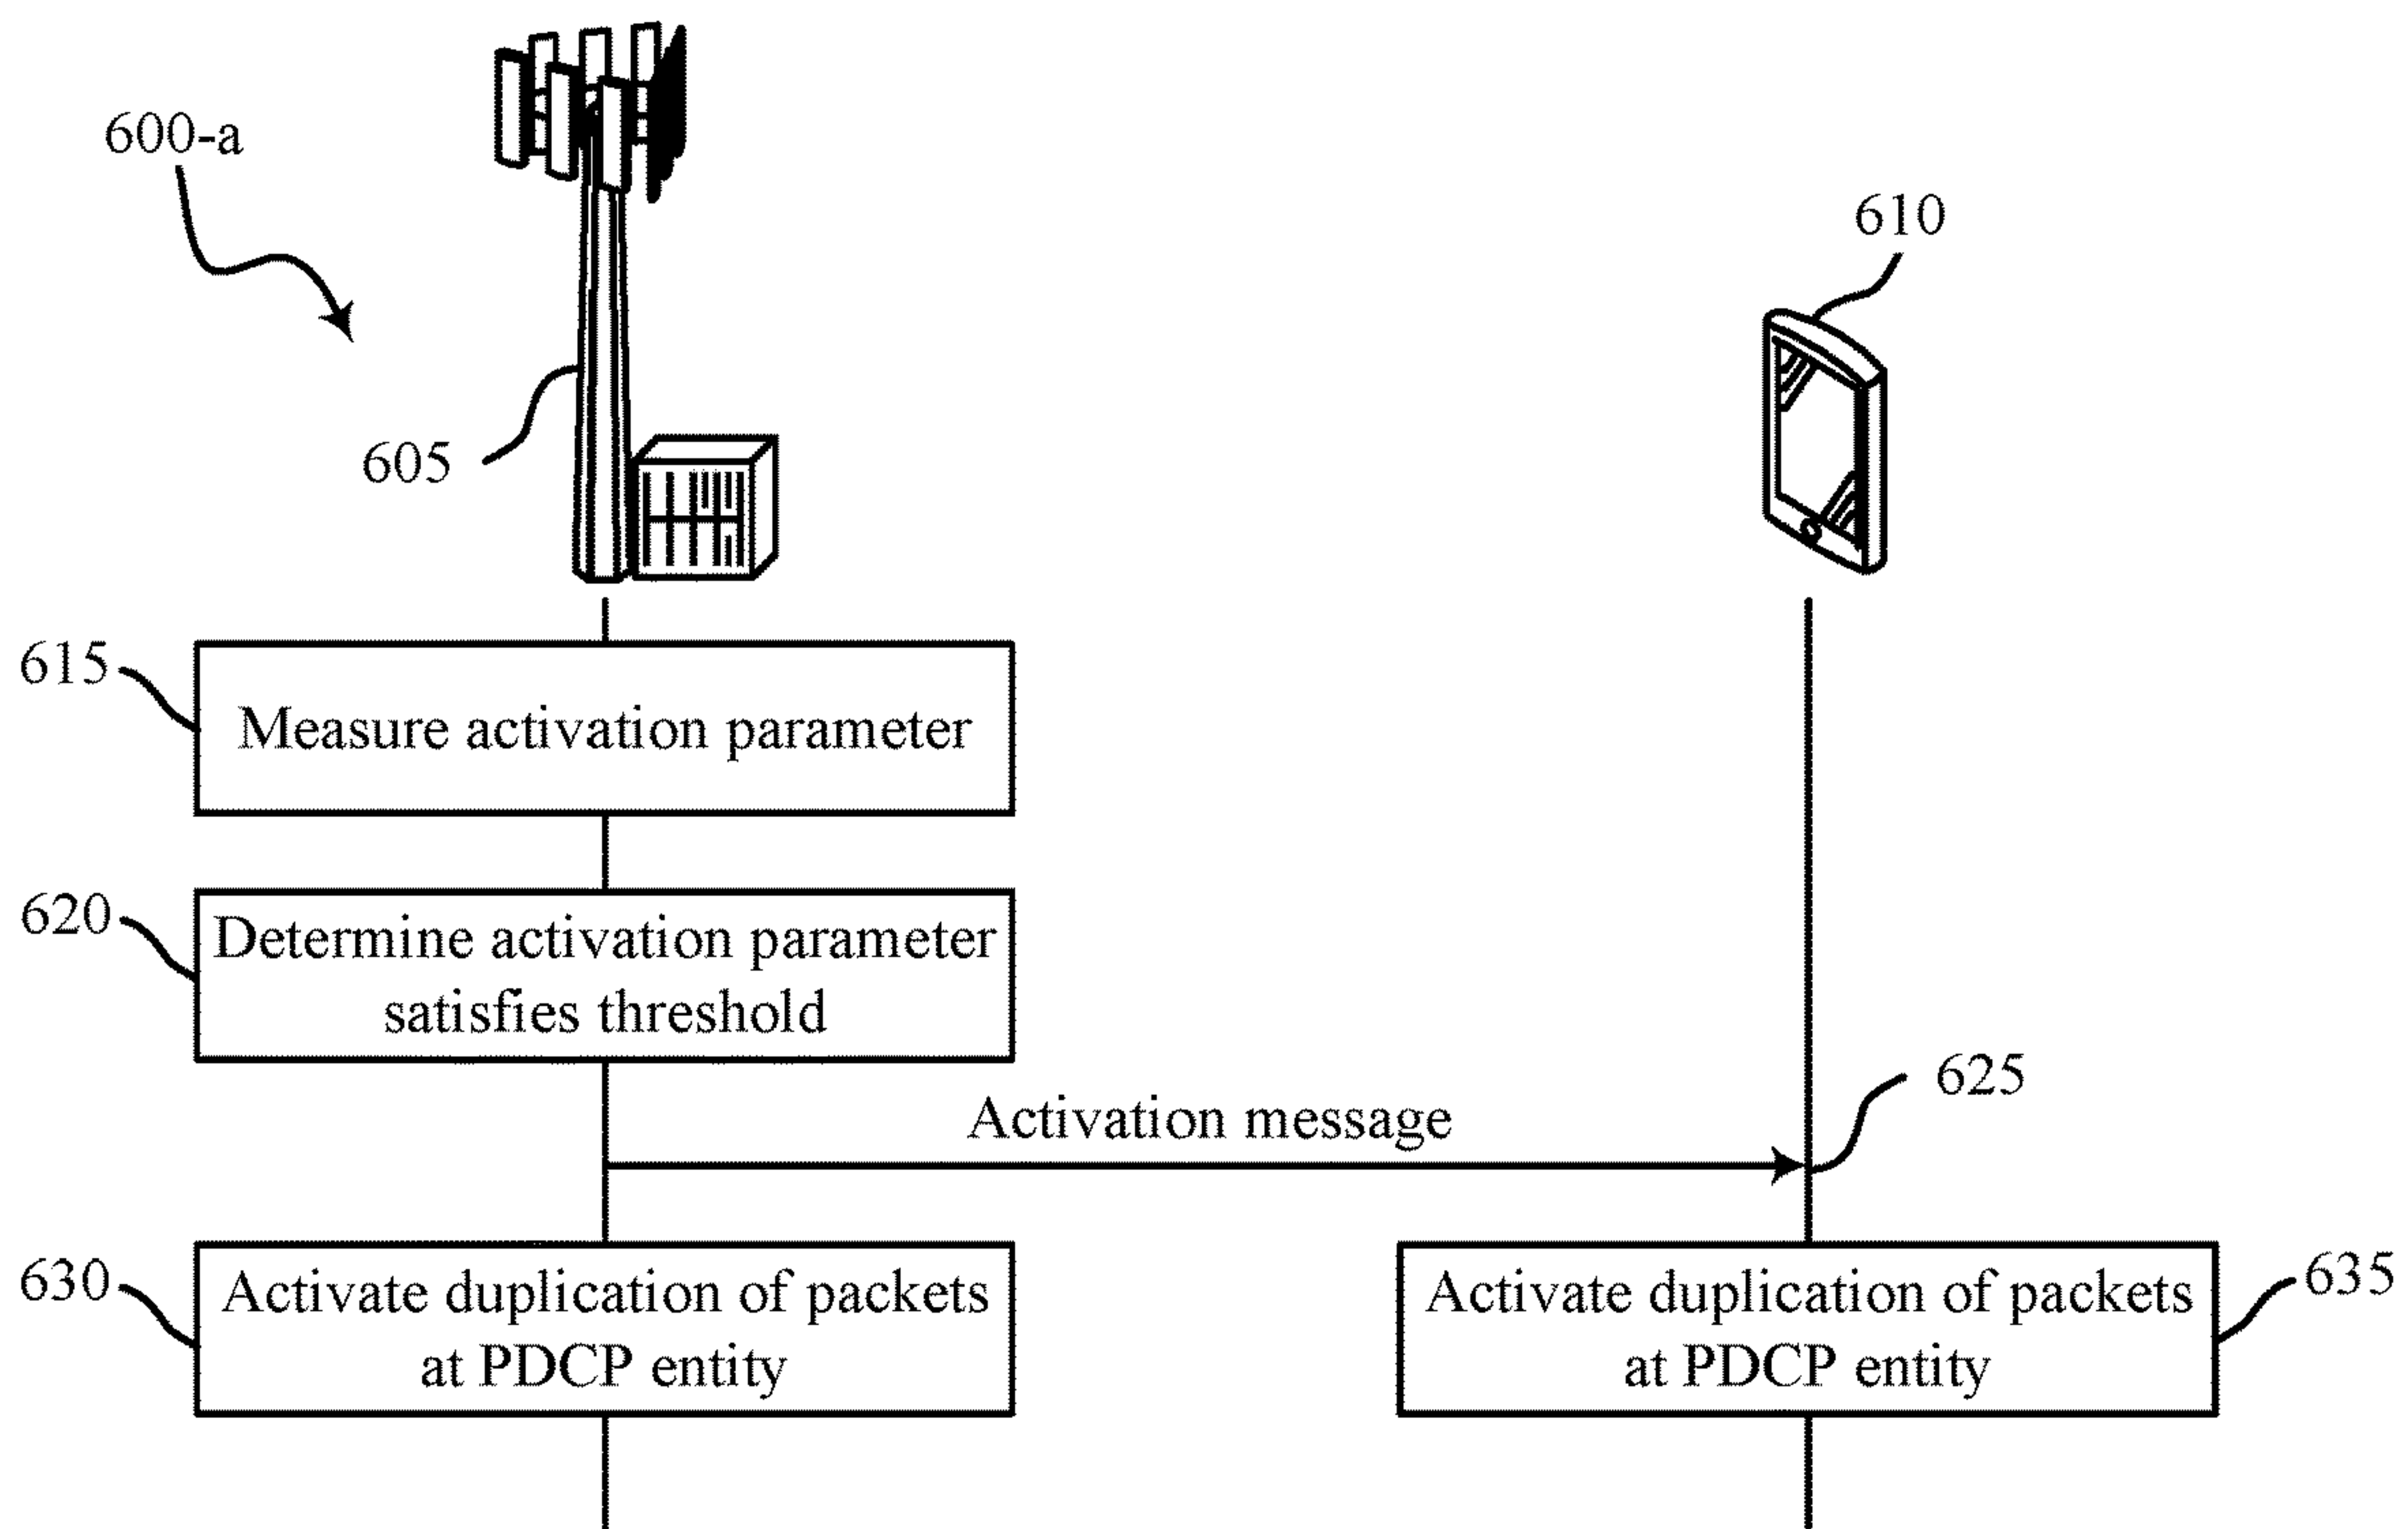 600-a
610
605
615
Measure activation parameter
620
Determine activation parameter
satisfies threshold
625
Activation message
630
Activate duplication of packets
at PDCP entity
Activate duplication of packets
at PDCP entity
635